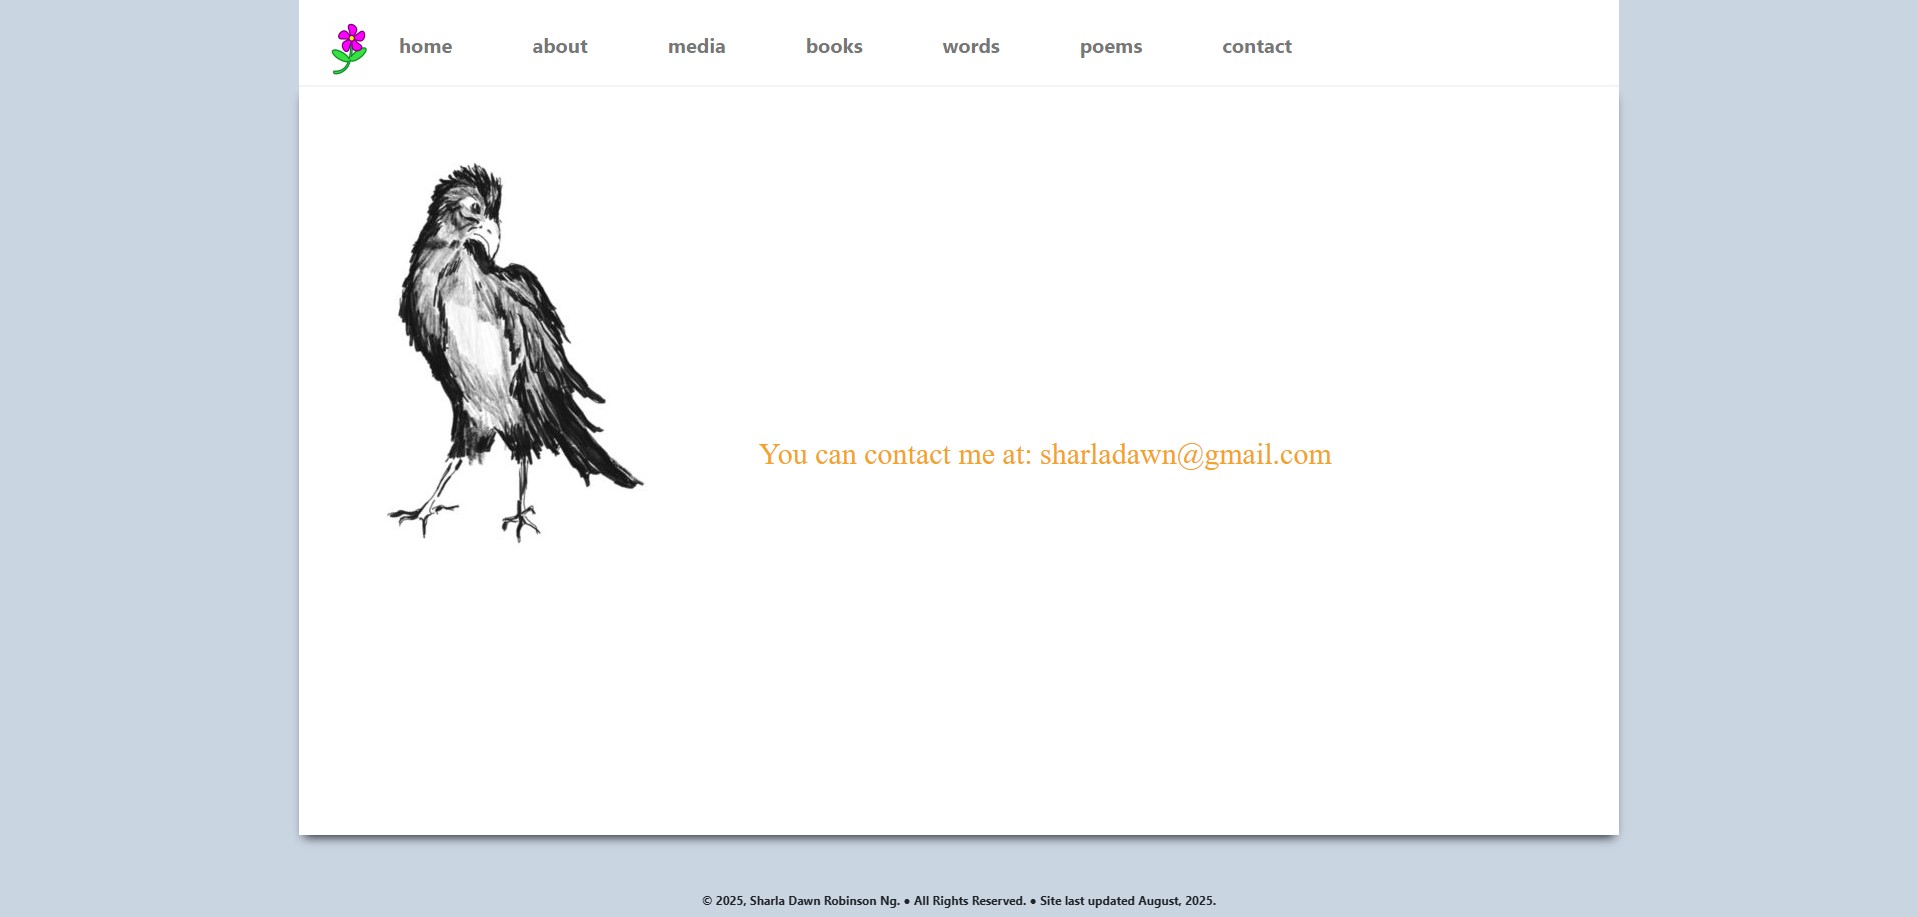 home about media books words poems contact
You can contact me at: sharladawn@gmail.com
© 2025, Sharla Dawn Robinson Ng. ● All Rights Reserved. ● Site last updated August, 2025.